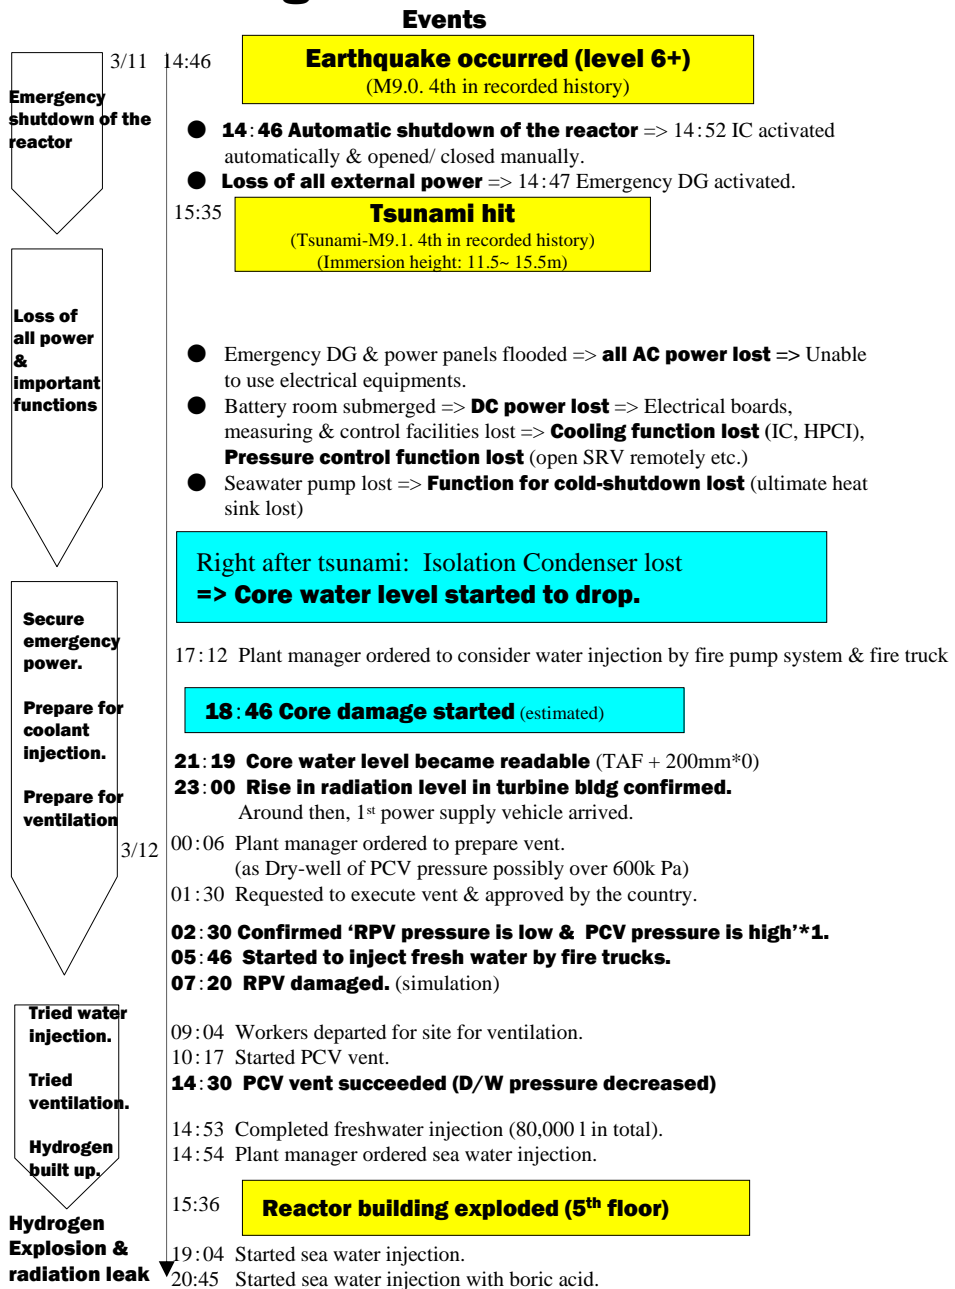 Events
3/11 14:46
Earthquake occurred (level 6+)
(M9.0. 4th in recorded history)
Emergency
shutdown of the
reactor
● 14:46 Automatic shutdown of the reactor => 14:52 IC activated
automatically & opened/ closed manually.
● Loss of all external power => 14:47 Emergency DG activated.
15:35
Tsunami hit
(Tsunami-M9.1. 4th in recorded history)
(Immersion height: 11.5~ 15.5m)
Loss of
all power
&
important
functions
● Emergency DG & power panels flooded => all AC power lost => Unable
to use electrical equipments.
● Battery room submerged => DC power lost => Electrical boards,
measuring & control facilities lost => Cooling function lost (IC, HPCI),
Pressure control function lost (open SRV remotely etc.)
● Seawater pump lost => Function for cold-shutdown lost (ultimate heat
sink lost)
Right after tsunami: Isolation Condenser lost
=> Core water level started to drop.
Secure
emergency
power.
Prepare for
coolant
injection.
Prepare for
ventilation
17:12 Plant manager ordered to consider water injection by fire pump system & fire truck
18:46 Core damage started (estimated)
21:19 Core water level became readable (TAF + 200mm*0)
23:00 Rise in radiation level in turbine bldg confirmed.
Around then, 1st power supply vehicle arrived.
3/12
00:06 Plant manager ordered to prepare vent.
(as Dry-well of PCV pressure possibly over 600k Pa)
01:30 Requested to execute vent & approved by the country.
02:30 Confirmed ‘RPV pressure is low & PCV pressure is high’*1.
05:46 Started to inject fresh water by fire trucks.
07:20 RPV damaged. (simulation)
Tried water
injection.
Tried
ventilation.
Hydrogen
built up.
09:04 Workers departed for site for ventilation.
10:17 Started PCV vent.
14:30 PCV vent succeeded (D/W pressure decreased)
14:53 Completed freshwater injection (80,000 l in total).
14:54 Plant manager ordered sea water injection.
15:36
Reactor building exploded (5th floor)
Hydrogen
Explosion &
radiation leak
19:04 Started sea water injection.
20:45 Started sea water injection with boric acid.